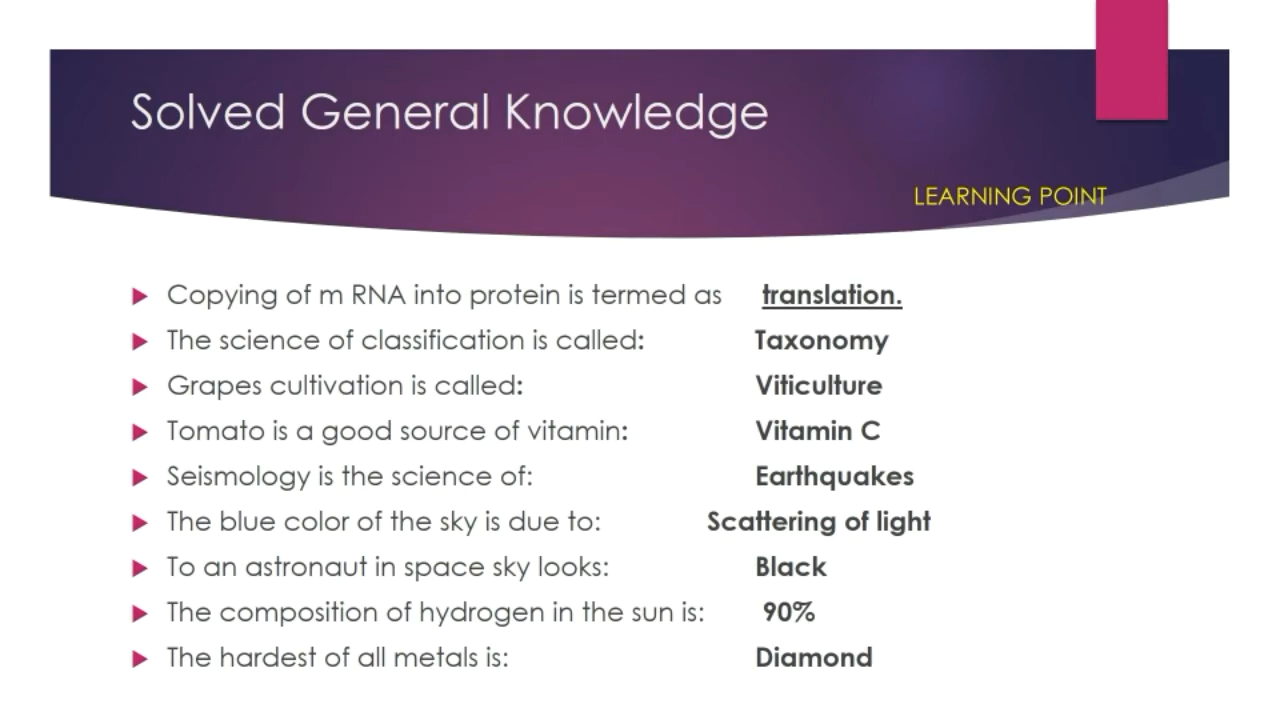 Solved General Knowledge
LEARNING POINT
Copying of m RNA into protein is termed as translation.
The science of classification is called: Taxonomy
Grapes cultivation is called: Viticulture
Tomato is a good source of vitamin: Vitamin C
Seismology is the science of: Earthquakes
The blue color of the sky is due to: Scattering of light
To an astronaut in space sky looks: Black
The composition of hydrogen in the sun is: 90%
The hardest of all metals is: Diamond